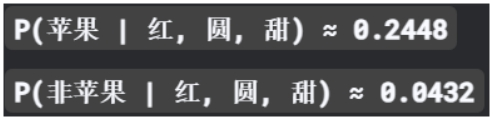 P(苹果 | 红, 圆, 甜) ≈ 0.2448
P(非苹果 | 红, 圆, 甜) ≈ 0.0432